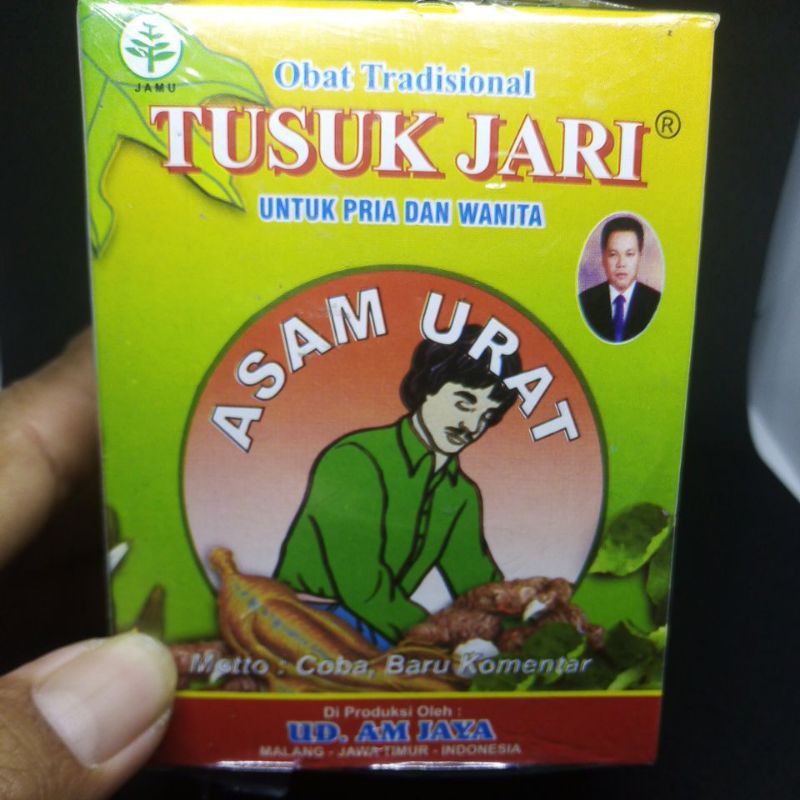 JAMU
Obat Tradisional
TUSUK JARI ®
UNTUK PRIA DAN WANITA
ASAM URAT
Motto : Coba, Baru Komentar
Di Produksi Oleh :
UD. AM JAYA
MALANG - JAWA TIMUR - INDONESIA